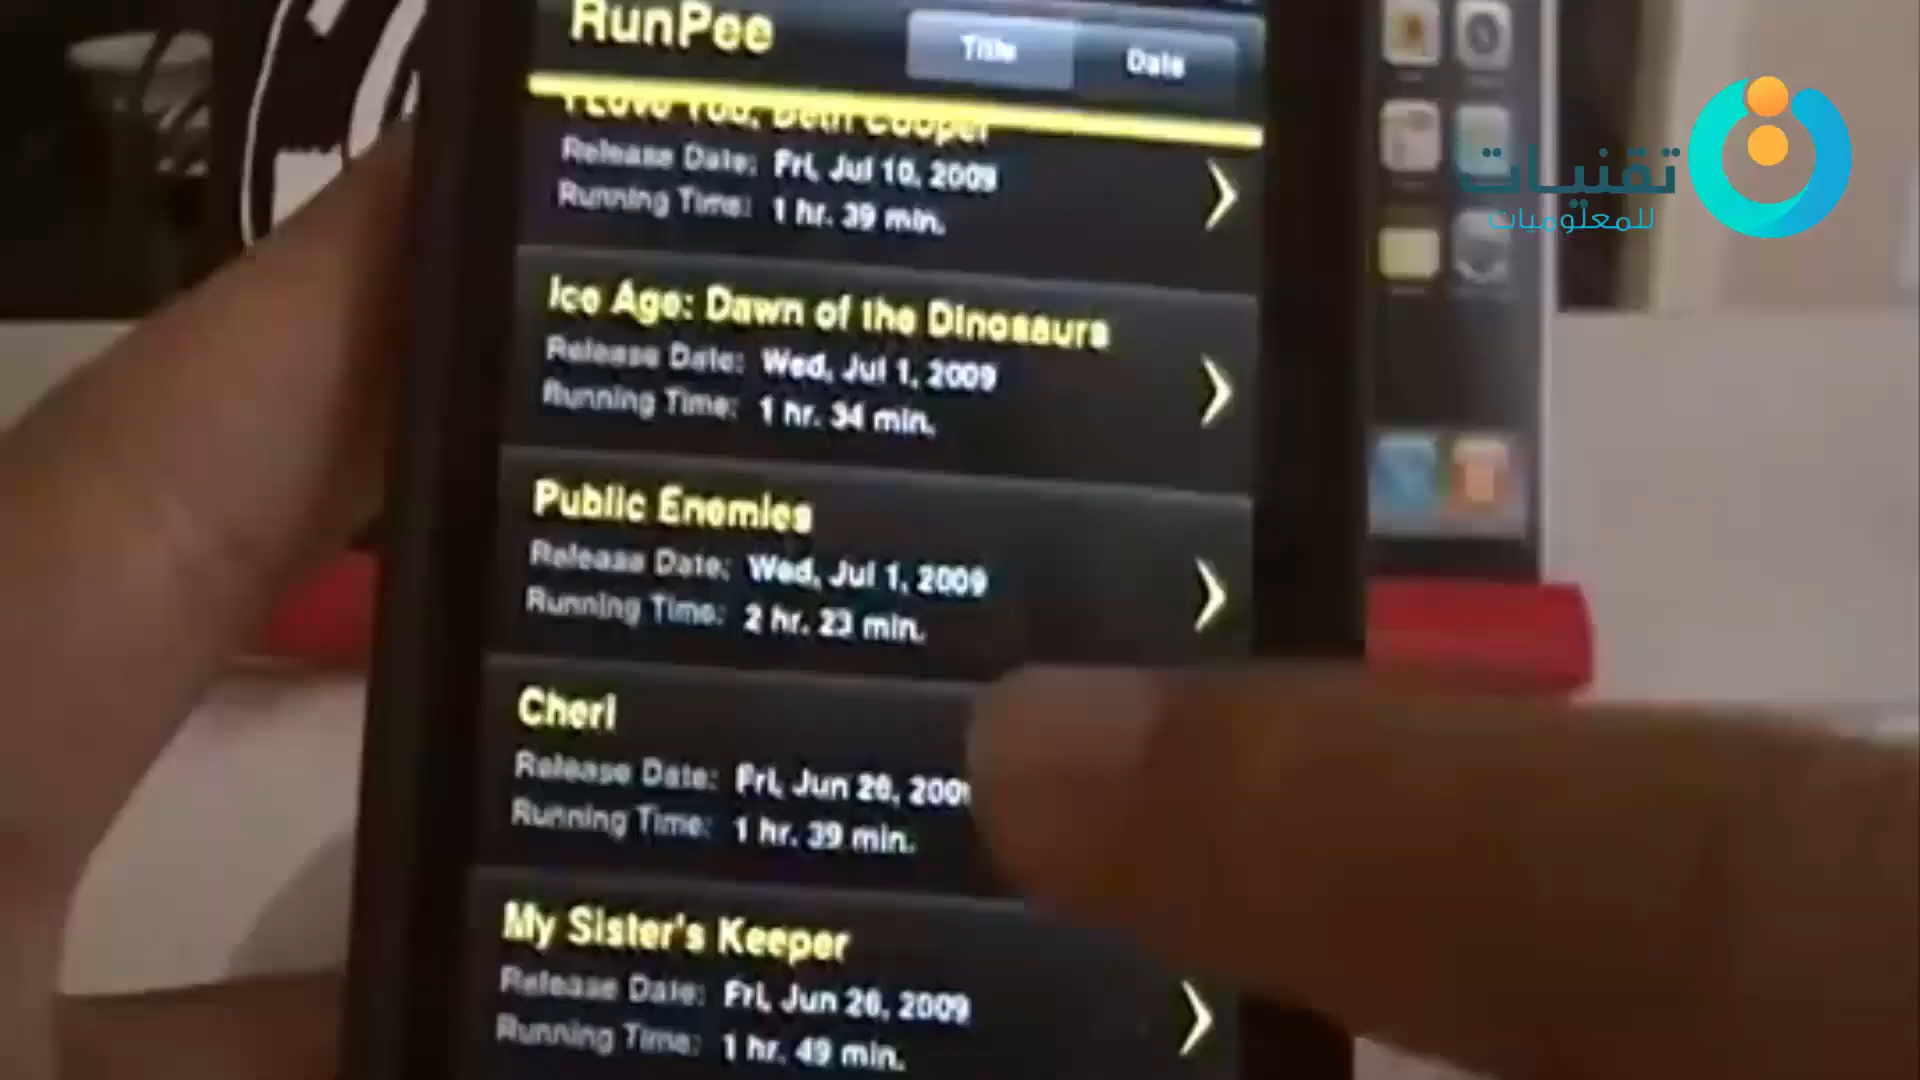 RunPee
Title
Date
I Love You, Beth Cooper
Release Date: Fri, Jul 10, 2009
Running Time: 1 hr. 39 min.
Ice Age: Dawn of the Dinosaurs
Release Date: Wed, Jul 1, 2009
Running Time: 1 hr. 34 min.
Public Enemies
Release Date: Wed, Jul 1, 2009
Running Time: 2 hr. 23 min.
Cheri
Release Date: Fri, Jun 26, 200
Running Time: 1 hr. 39 min.
My Sister's Keeper
Release Date: Fri, Jun 26, 2009
Running Time: 1 hr. 49 min.
تقنيات
للمعلوميات